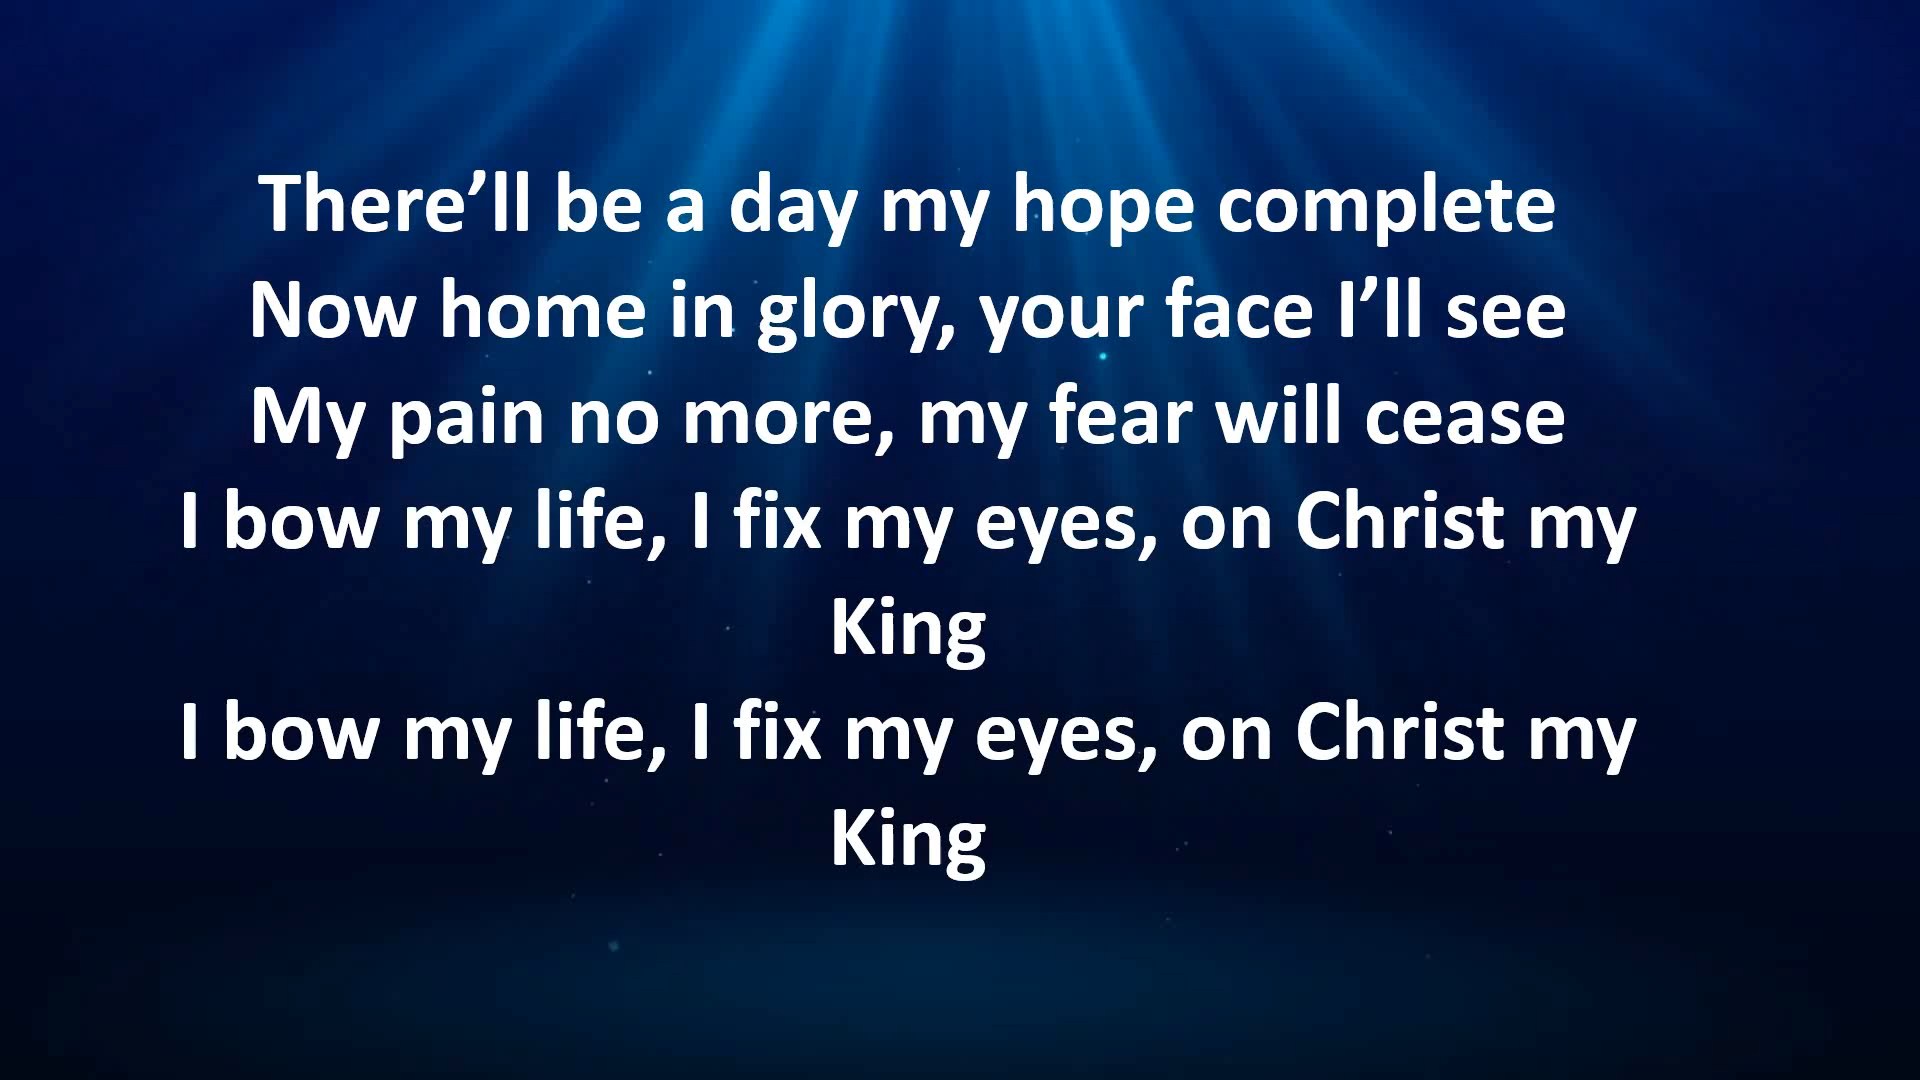 There’ll be a day my hope complete
Now home in glory, your face I’ll see
My pain no more, my fear will cease
I bow my life, I fix my eyes, on Christ my
King
I bow my life, I fix my eyes, on Christ my
King